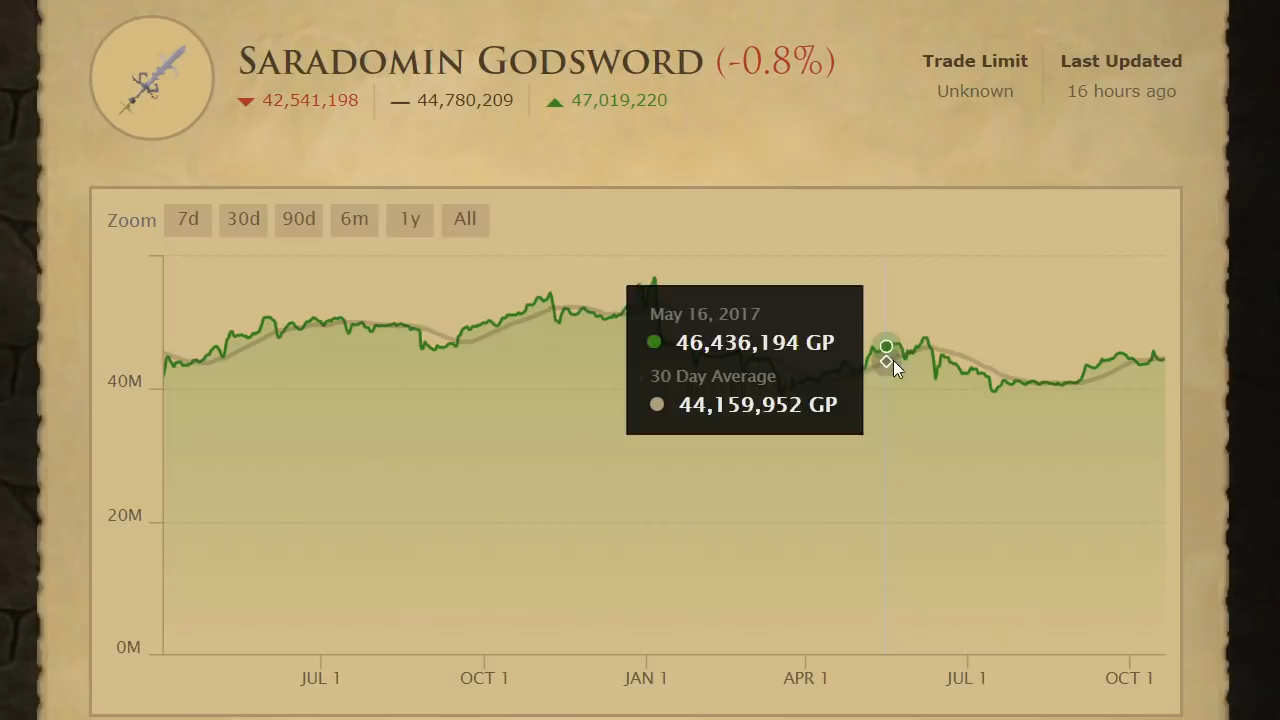 SARADOMIN GODSWORD (-0.8%)
42,541,198 44,780,209 47,019,220
Trade Limit
Unknown
Last Updated
16 hours ago
Zoom 7d 30d 90d 6m 1y All
May 16, 2017
46,436,194 GP
30 Day Average
44,159,952 GP
40M
20M
0M
JUL 1 OCT 1 JAN 1 APR 1 JUL 1 OCT 1